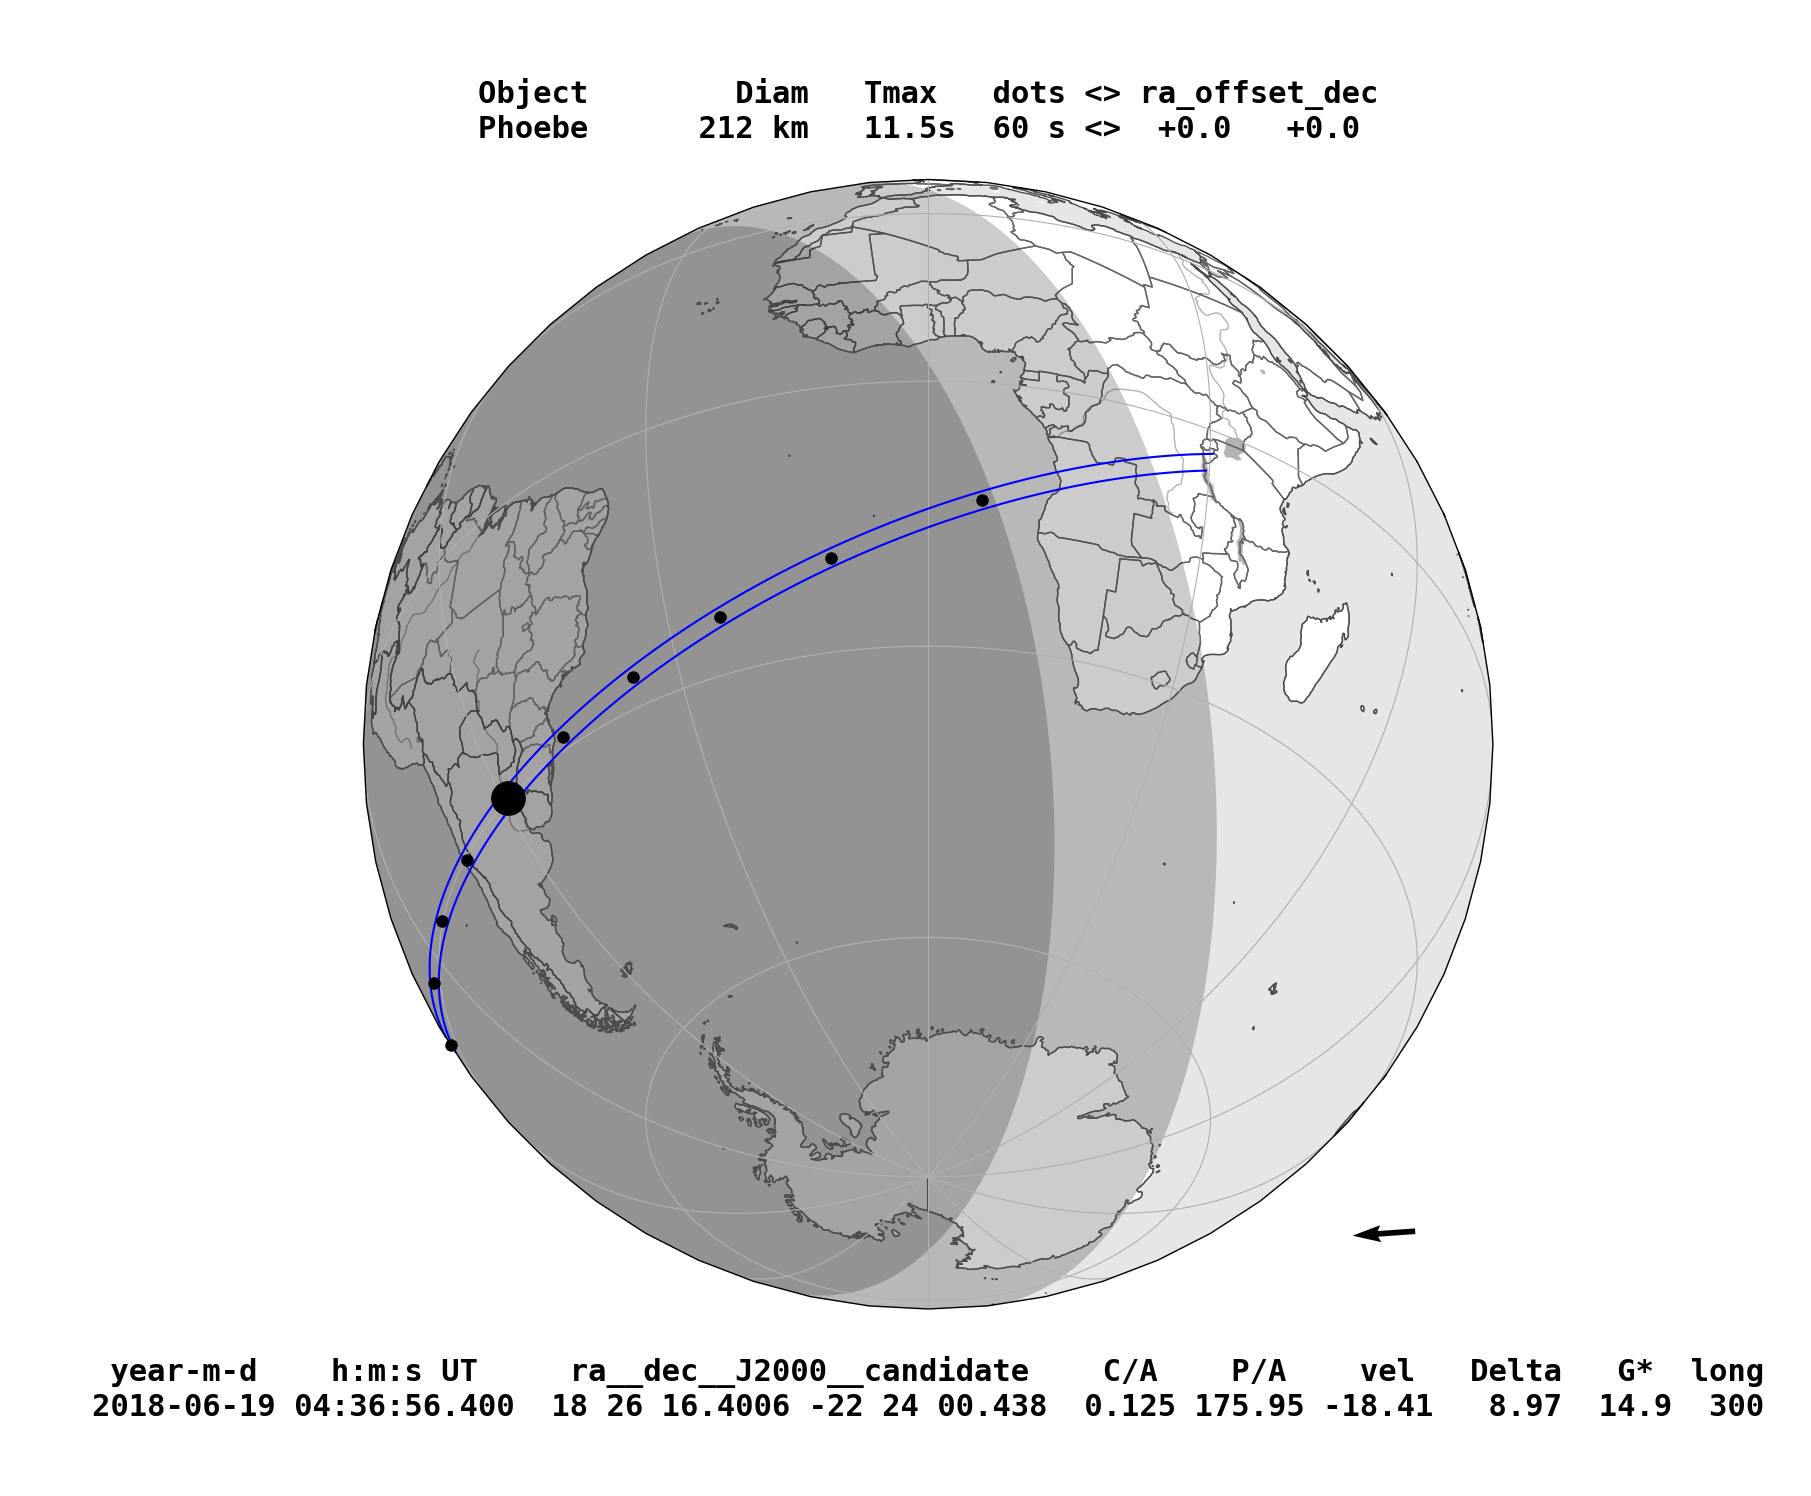 Object Diam Tmax dots <> ra_offset_dec
Phoebe 212 km 11.5s 60 s <> +0.0 +0.0
year-m-d h:m:s UT ra__dec__J2000__candidate C/A P/A vel Delta G* long
2018-06-19 04:36:56.400 18 26 16.4006 -22 24 00.438 0.125 175.95 -18.41 8.97 14.9 300